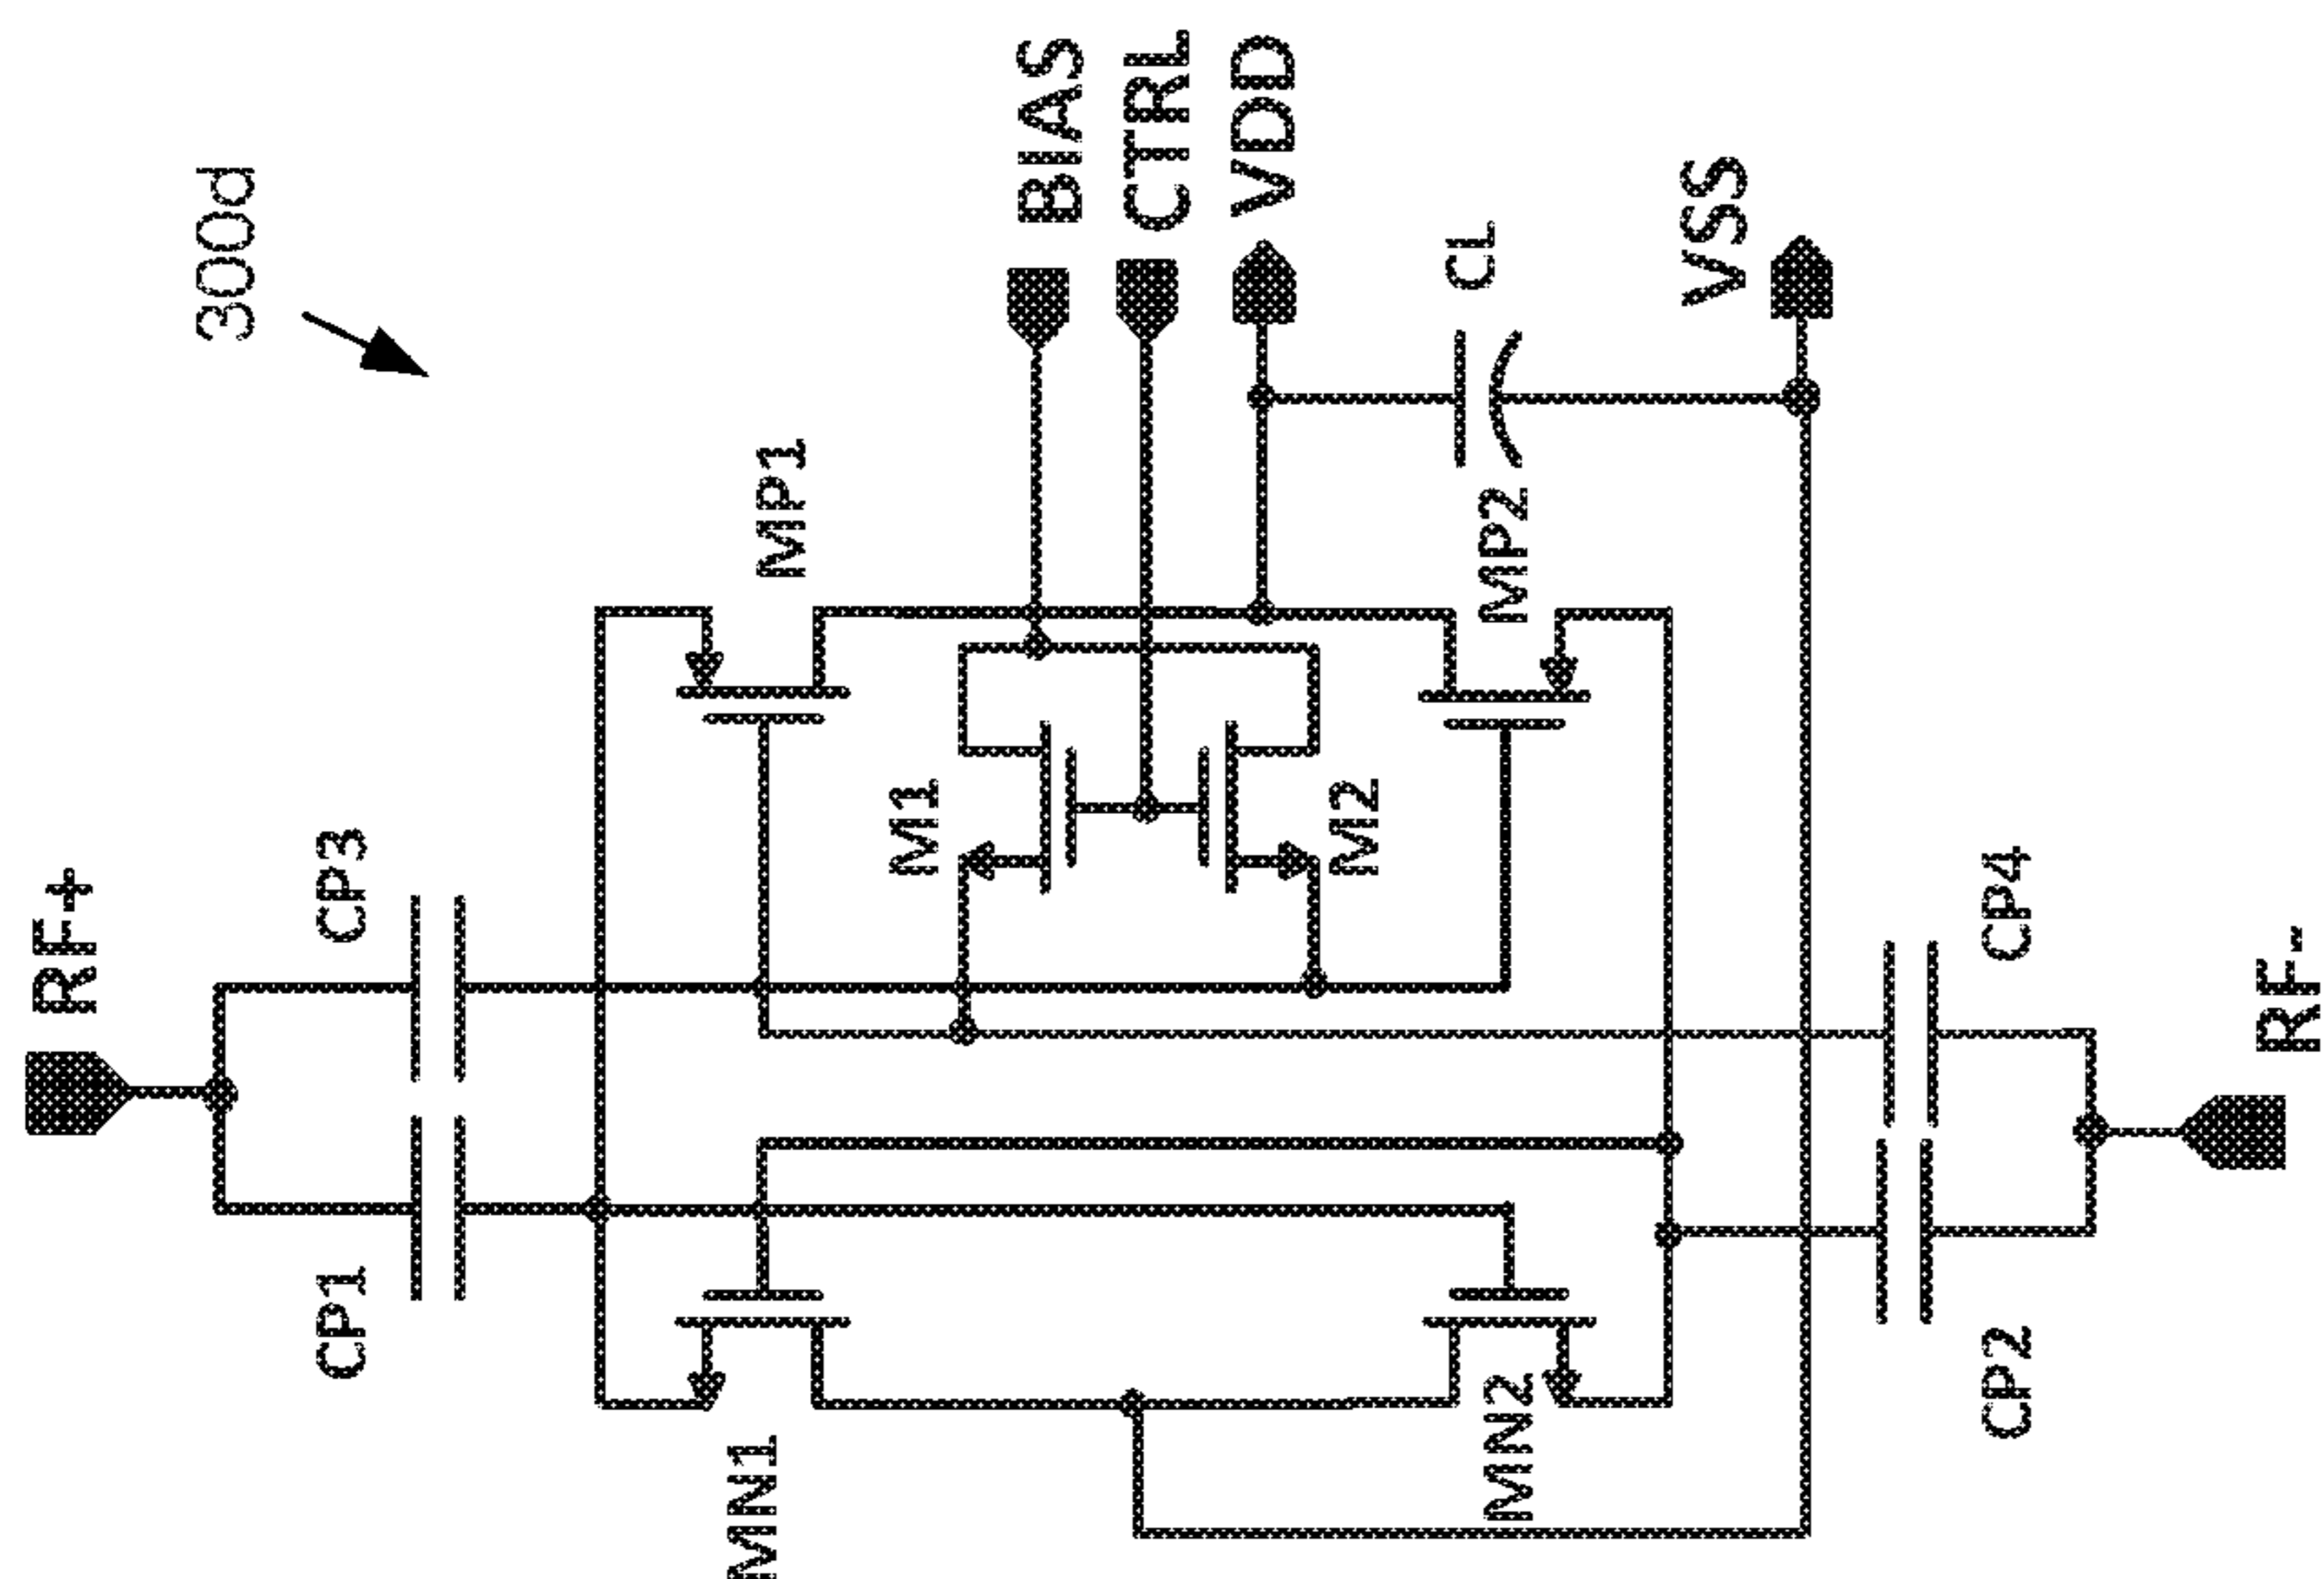 300d
RF+
CP1
CP3
MN1
MP1
M1
M2
BIAS
CTRL
VDD
CL
MP2
MN2
VSS
CP2
CP4
RF-